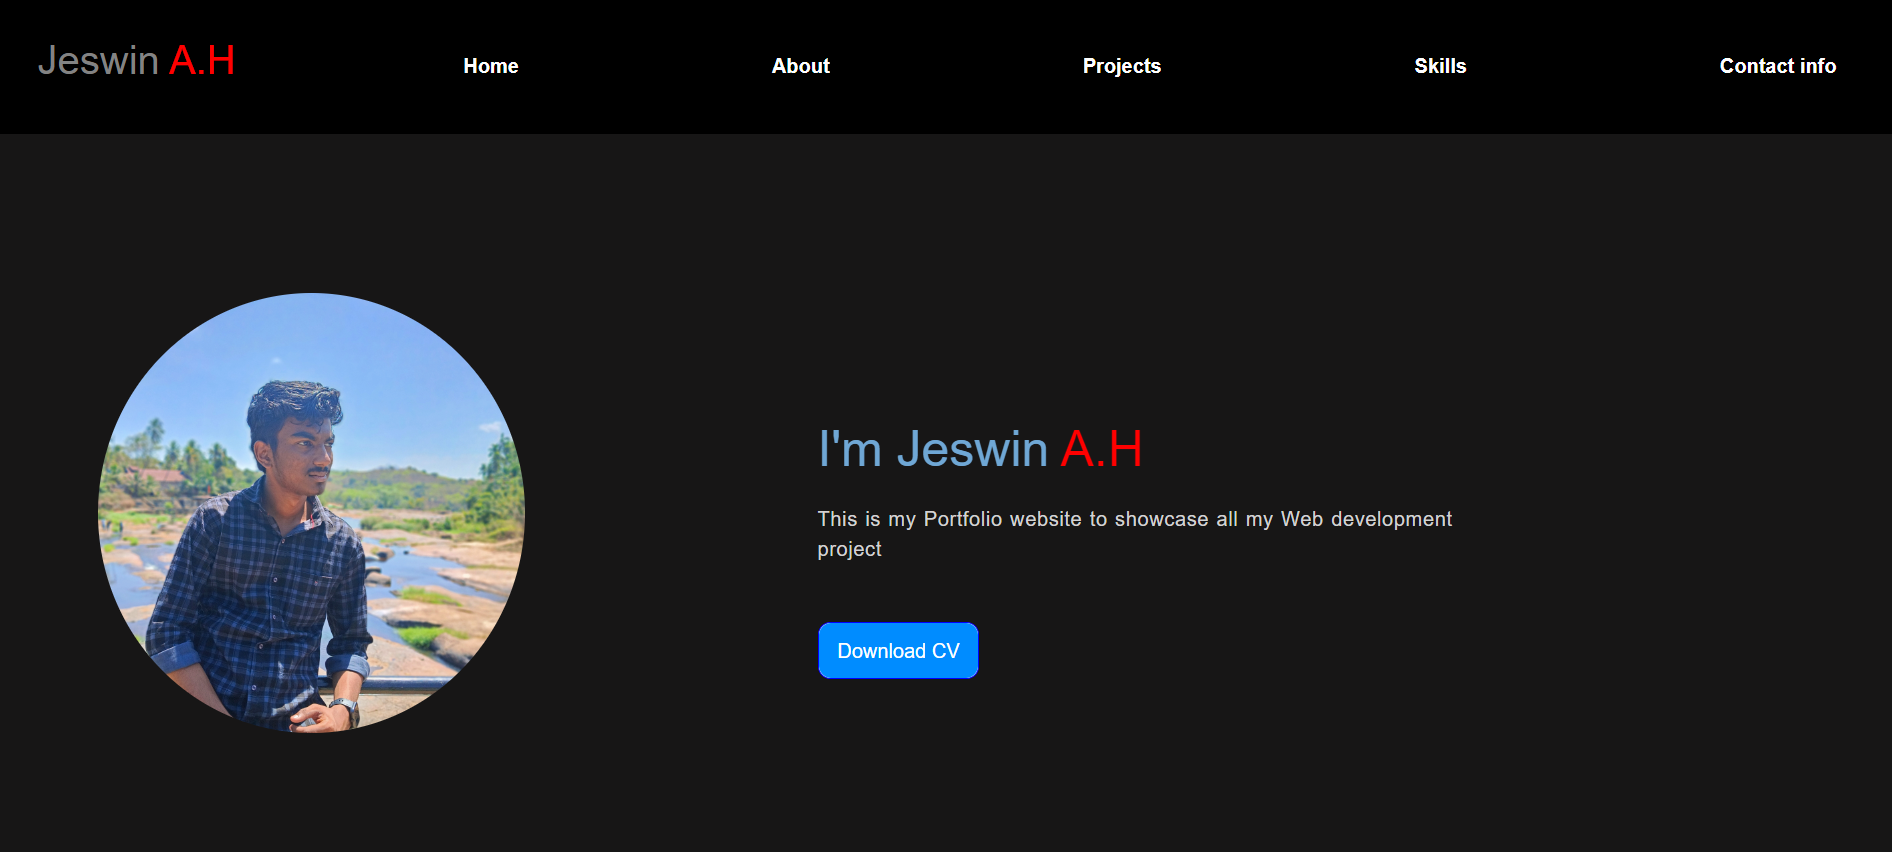 Jeswin A.H
Home
About
Projects
Skills
Contact info
I'm Jeswin A.H
This is my Portfolio website to showcase all my Web development
project
Download CV